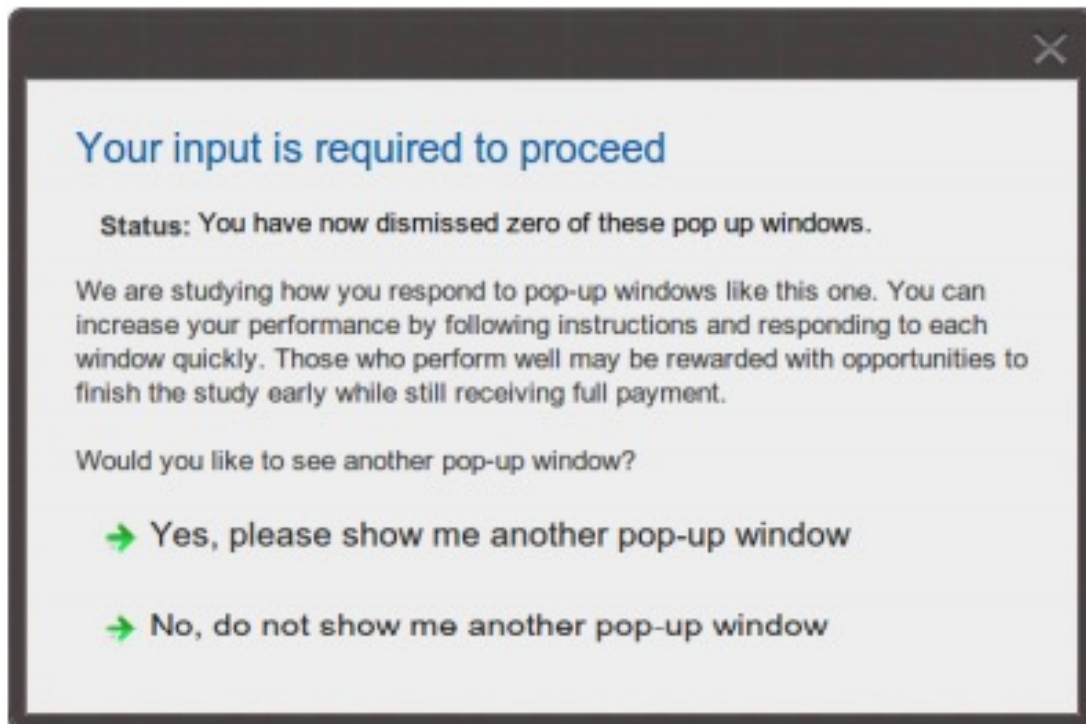 Your input is required to proceed
Status: You have now dismissed zero of these pop up windows.
We are studying how you respond to pop-up windows like this one. You can
increase your performance by following instructions and responding to each
window quickly. Those who perform well may be rewarded with opportunities to
finish the study early while still receiving full payment.
Would you like to see another pop-up window?
Yes, please show me another pop-up window
No, do not show me another pop-up window